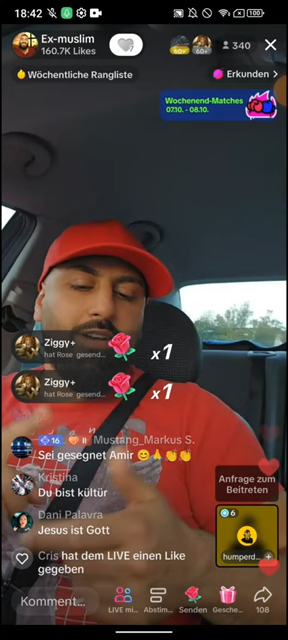 18:42
100
Ex-muslim
160.7K Likes
60+
340
Wöchentliche Rangliste
Erkunden >
Wochenend-Matches
07.10. - 08.10.
Ziggy+
hat Rose gesend...
x1
Ziggy+
hat Rose gesend...
x1
16 Mustang_Markus S.
Sei gesegnet Amir 😊🙏👏👏
Kristina
Du bist kültür
Dani Palavra
Jesus ist Gott
Cris hat dem LIVE einen Like
gegeben
Anfrage zum
Beitreten
6
humperd... +
Komment...
LIVE mi...
Abstim...
Senden
Gesche...
108